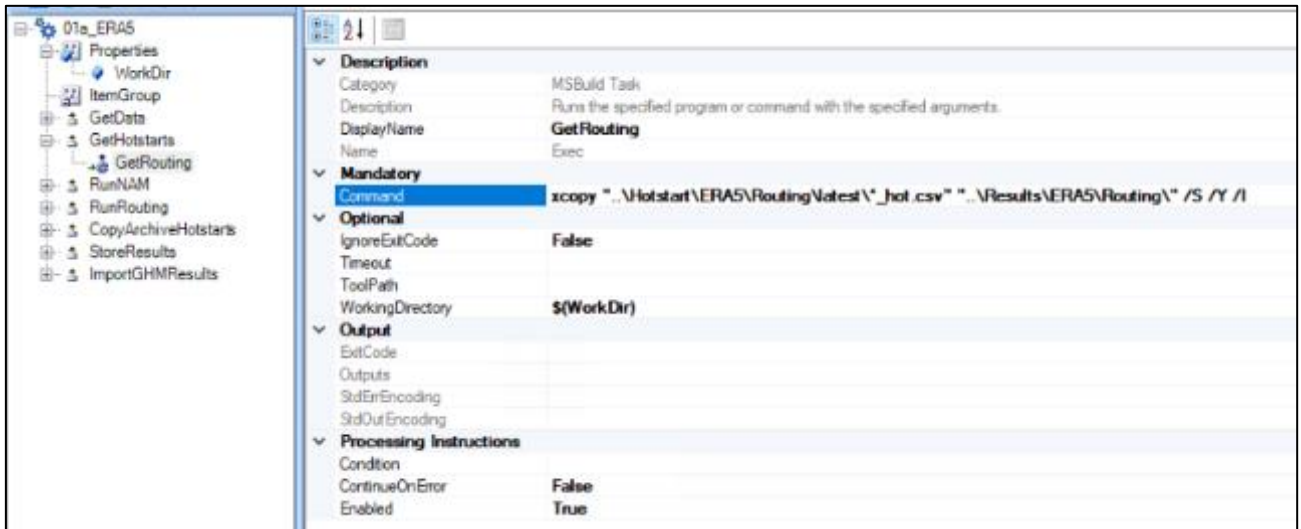 01a_ERA5
Properties
WorkDir
ItemGroup
GetData
GetHotstarts
GetRouting
RunNAM
RunRouting
CopyArchiveHotstarts
StoreResults
ImportGHMResults
Description
Category MSBuild Task
Description Runs the specified program or command with the specified arguments.
DisplayName GetRouting
Name Exec
Mandatory
Command xcopy "..\Hotstart\ERA5\Routing\latest\*_hot.csv" "..\Results\ERA5\Routing\" /S /Y /I
Optional
IgnoreExitCode False
Timeout
ToolPath
WorkingDirectory $(WorkDir)
Output
ExitCode
Outputs
StdErrEncoding
StdOutEncoding
Processing Instructions
Condition
ContinueOnError False
Enabled True